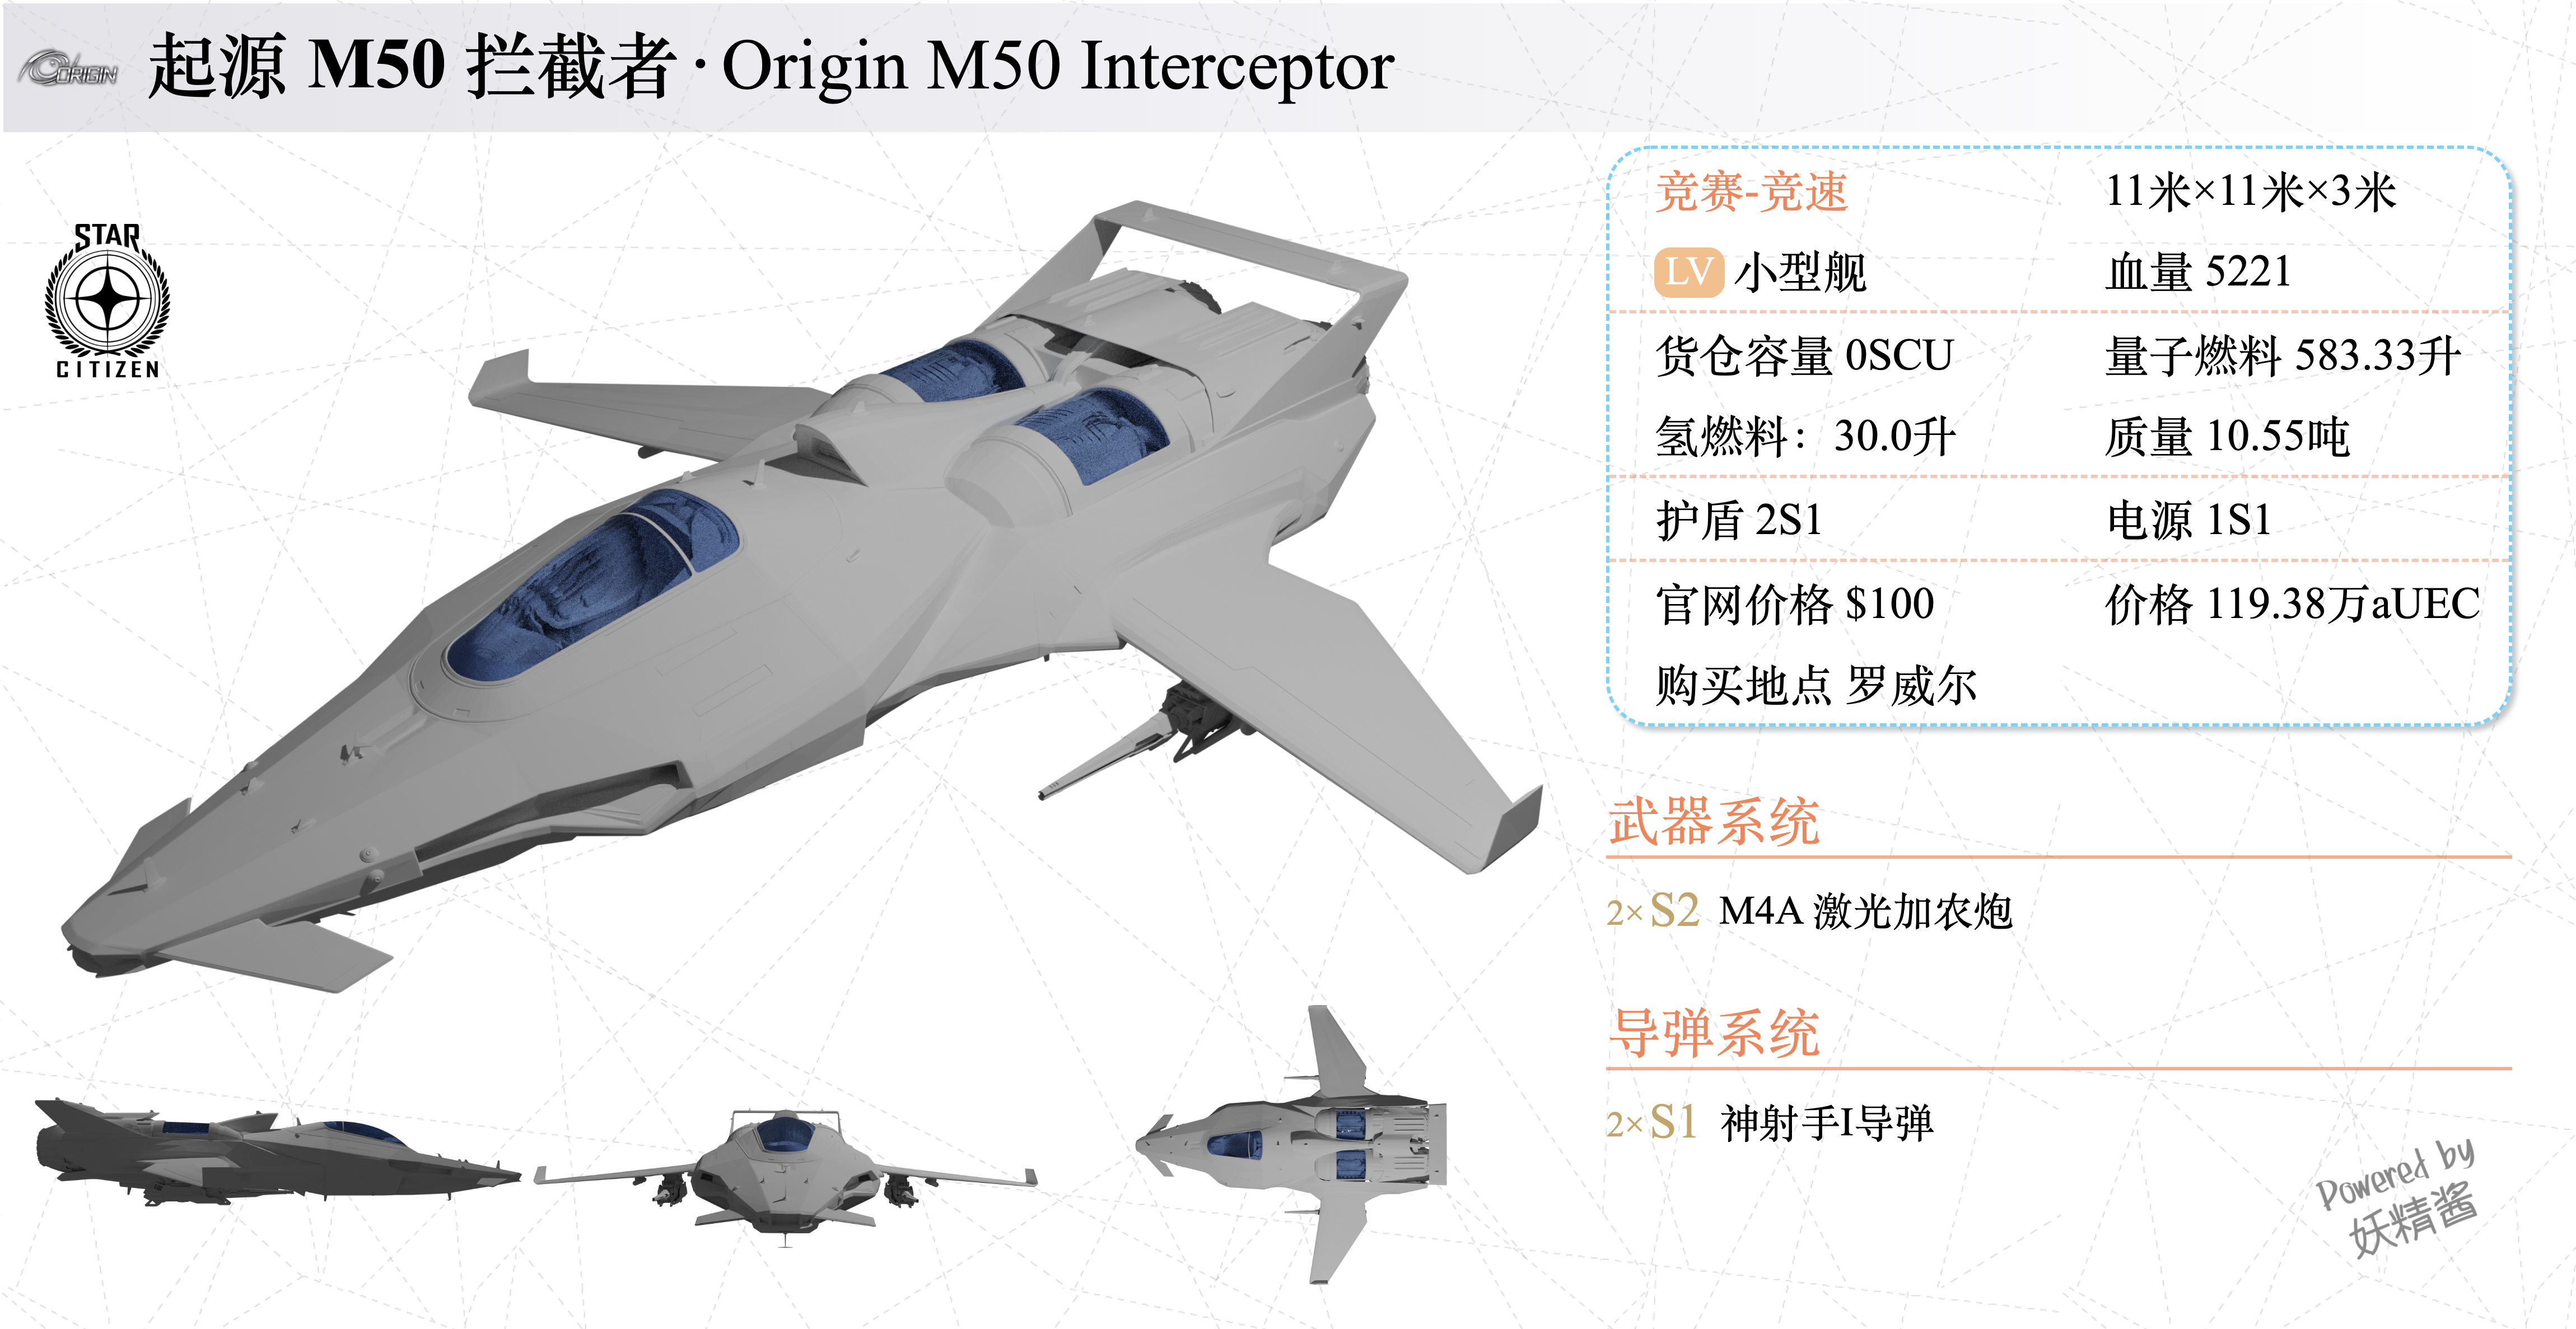 ORIGIN 起源 M50 拦截者·Origin M50 Interceptor
STAR
CITIZEN
竞赛-竞速 11米×11米×3米
LV 小型舰 血量 5221
货仓容量 0SCU 量子燃料 583.33升
氢燃料：30.0升 质量 10.55吨
护盾 2S1 电源 1S1
官网价格 $100 价格 119.38万aUEC
购买地点 罗威尔
武器系统
2× S2 M4A 激光加农炮
导弹系统
2× S1 神射手I导弹
Powered by
妖精酱